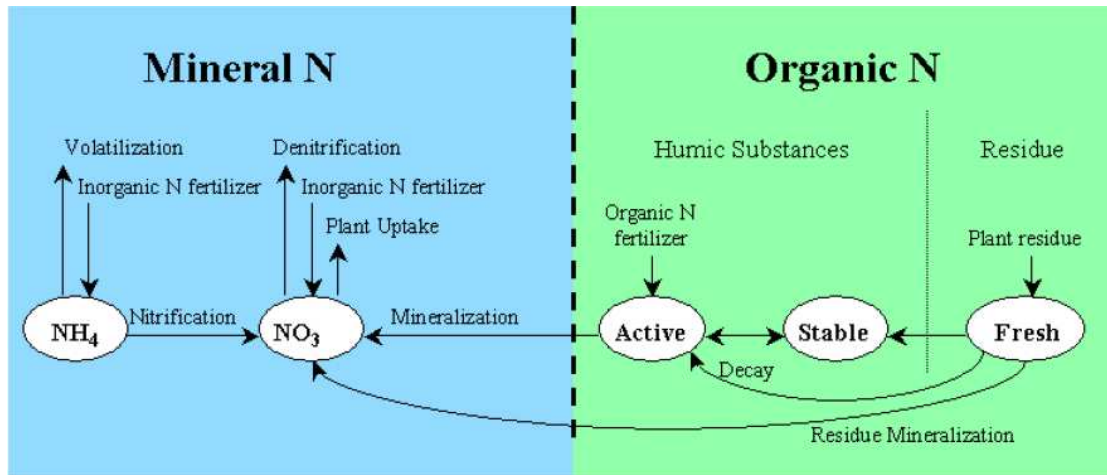 Mineral N
Organic N
Volatilization
Denitrification
Humic Substances
Residue
Inorganic N fertilizer
Inorganic N fertilizer
Plant Uptake
Organic N
fertilizer
Plant residue
NH4
Nitrification
NO3
Mineralization
Active
Stable
Fresh
Decay
Residue Mineralization